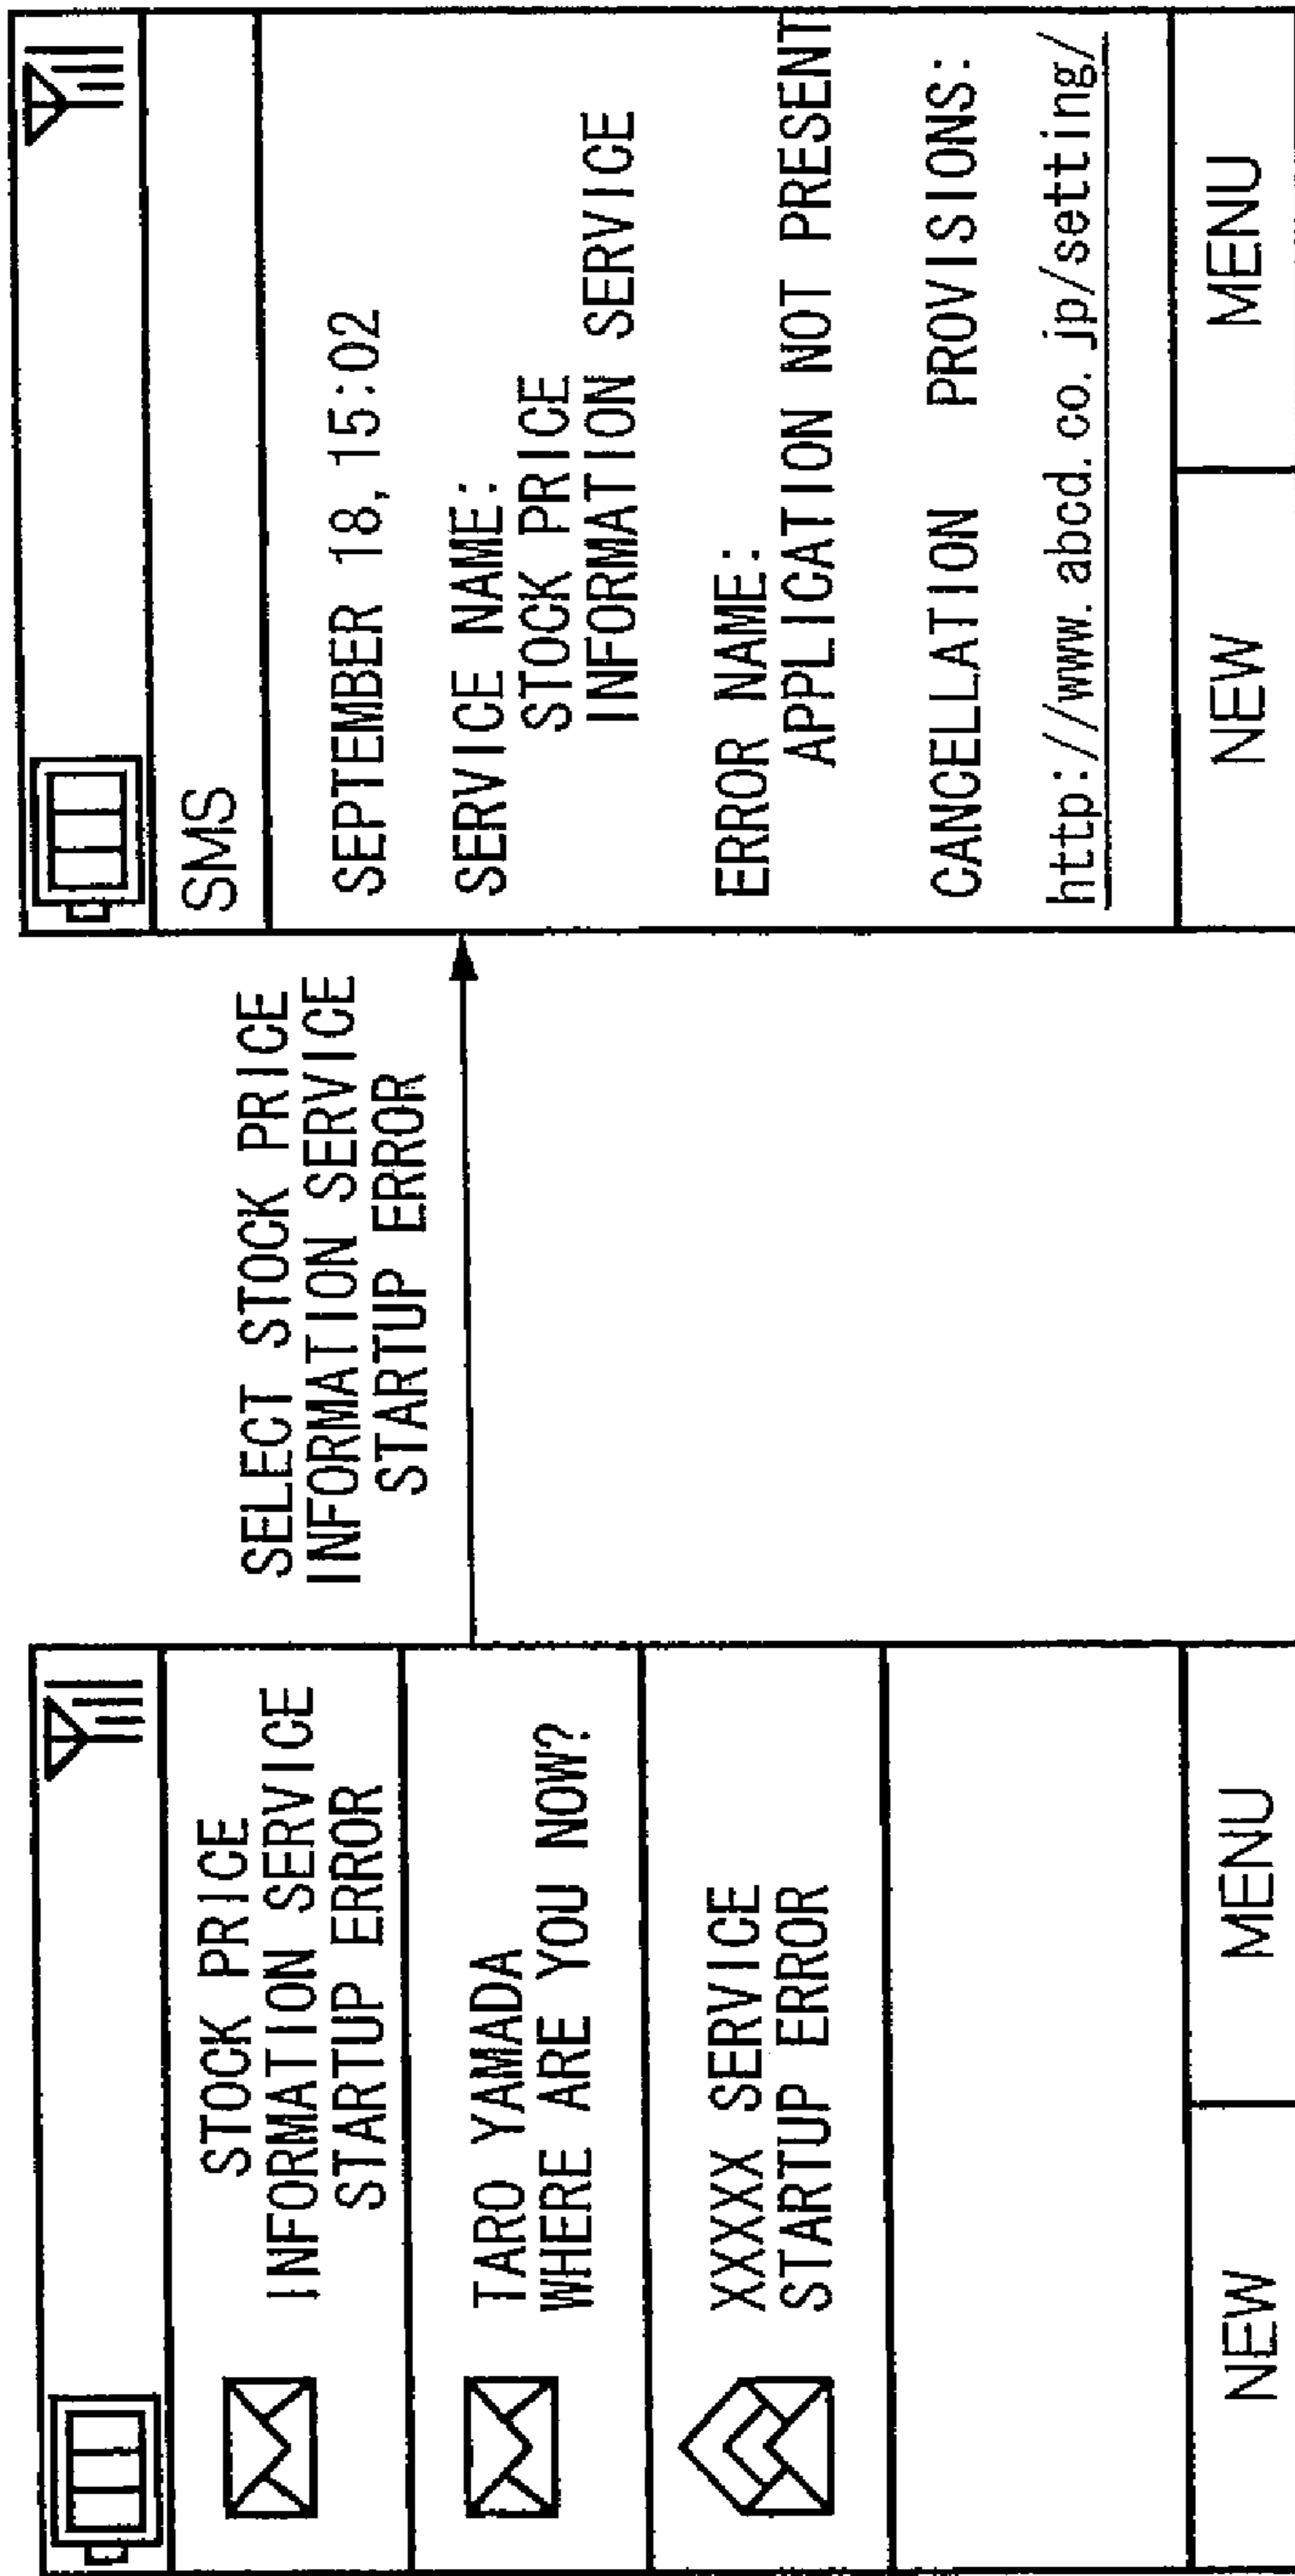 STOCK PRICE
INFORMATION SERVICE
STARTUP ERROR
TARO YAMADA
WHERE ARE YOU NOW?
XXXXX SERVICE
STARTUP ERROR
NEW
MENU
SELECT STOCK PRICE
INFORMATION SERVICE
STARTUP ERROR
SMS
SEPTEMBER 18, 15:02
SERVICE NAME:
STOCK PRICE
INFORMATION SERVICE
ERROR NAME:
APPLICATION NOT PRESENT
CANCELLATION PROVISIONS:
http://www.abcd.co.jp/setting/
NEW
MENU